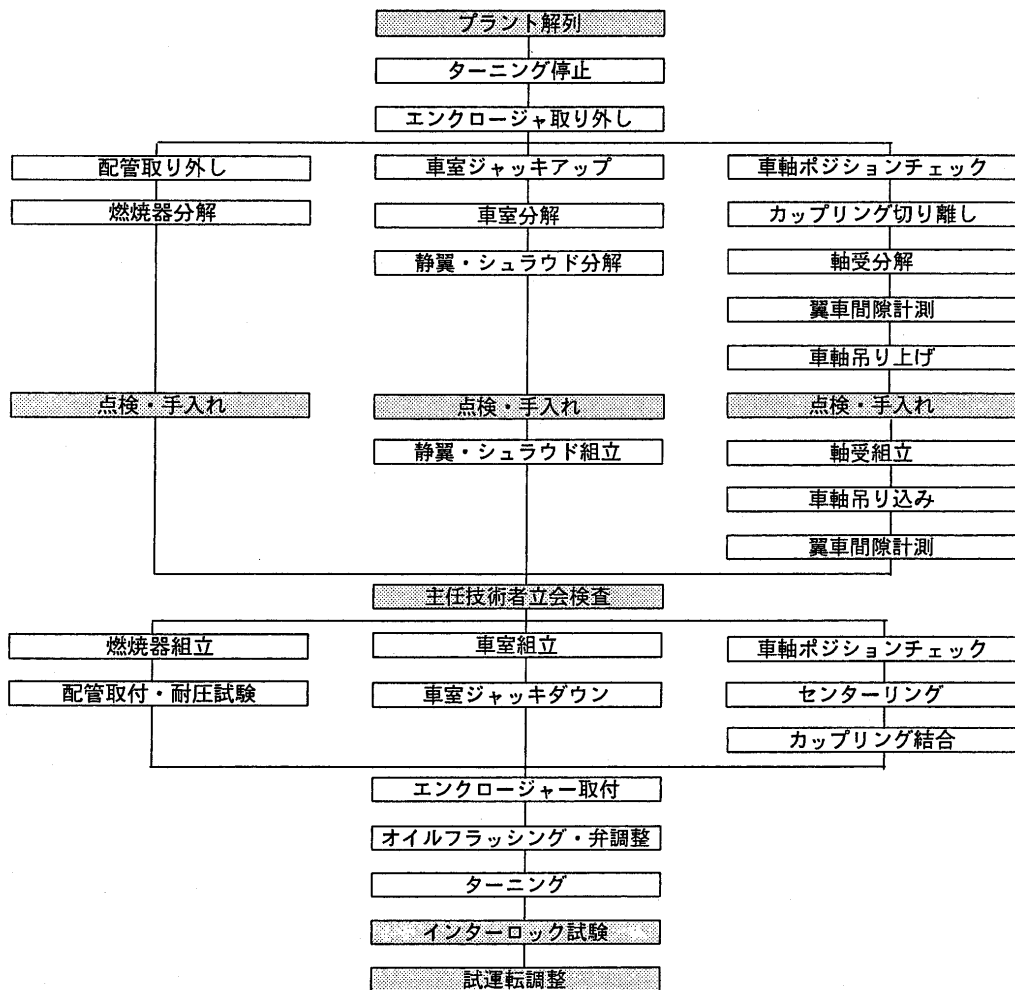 プラント解列
ターニング停止
エンクロージャ取り外し
配管取り外し
車室ジャッキアップ
車軸ポジションチェック
燃焼器分解
車室分解
カップリング切り離し
静翼・シュラウド分解
軸受分解
翼車間隙計測
車軸吊り上げ
点検・手入れ
点検・手入れ
点検・手入れ
静翼・シュラウド組立
軸受組立
車軸吊り込み
翼車間隙計測
主任技術者立会検査
燃焼器組立
車室組立
車軸ポジションチェック
配管取付・耐圧試験
車室ジャッキダウン
センターリング
カップリング結合
エンクロージャー取付
オイルフラッシング・弁調整
ターニング
インターロック試験
試運転調整